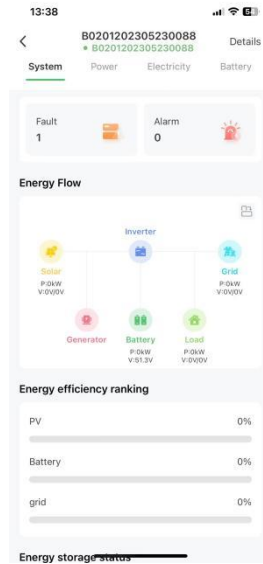 13:38
B0201202305230088
B0201202305230088
Details
System Power Electricity Battery
Fault
1
Alarm
0
Energy Flow
Inverter
Solar
P:0kW
V:0V/0V
Grid
P:0kW
V:0V/0V
Generator
Battery
P:0kW
V:51.3V
Load
P:0kW
V:0V/0V
Energy efficiency ranking
PV 0%
Battery 0%
grid 0%
Energy storage status